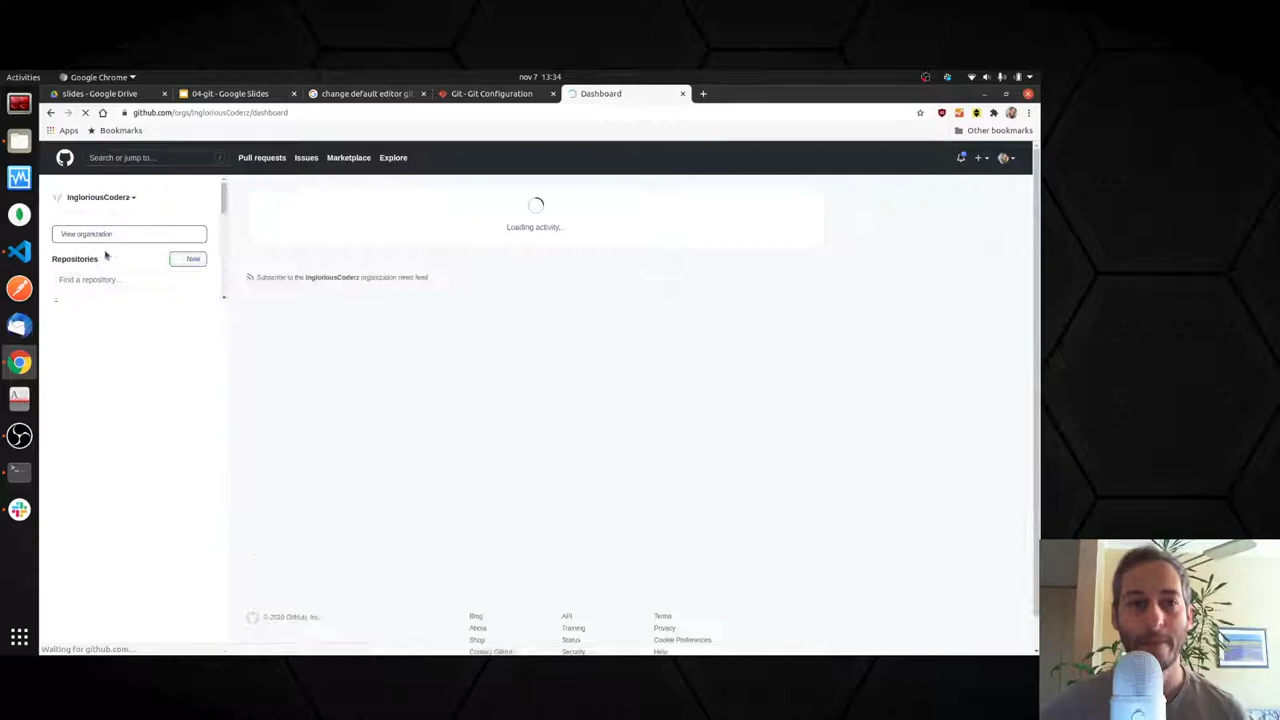 Activities
Google Chrome
nov 7 13:34
slides - Google Drive
04-git - Google Slides
change default editor git
Git - Git Configuration
Dashboard
github.com/orgs/IngloriousCoderz/dashboard
Apps
Bookmarks
Other bookmarks
Search or jump to...
/
Pull requests
Issues
Marketplace
Explore
IngloriousCoderz
View organization
Repositories
New
Find a repository...
Loading activity...
Subscribe to the IngloriousCoderz organization news feed
© 2020 GitHub, Inc.
Blog
About
Shop
Contact GitHub
API
Training
Status
Security
Terms
Privacy
Cookie Preferences
Help
Waiting for github.com...